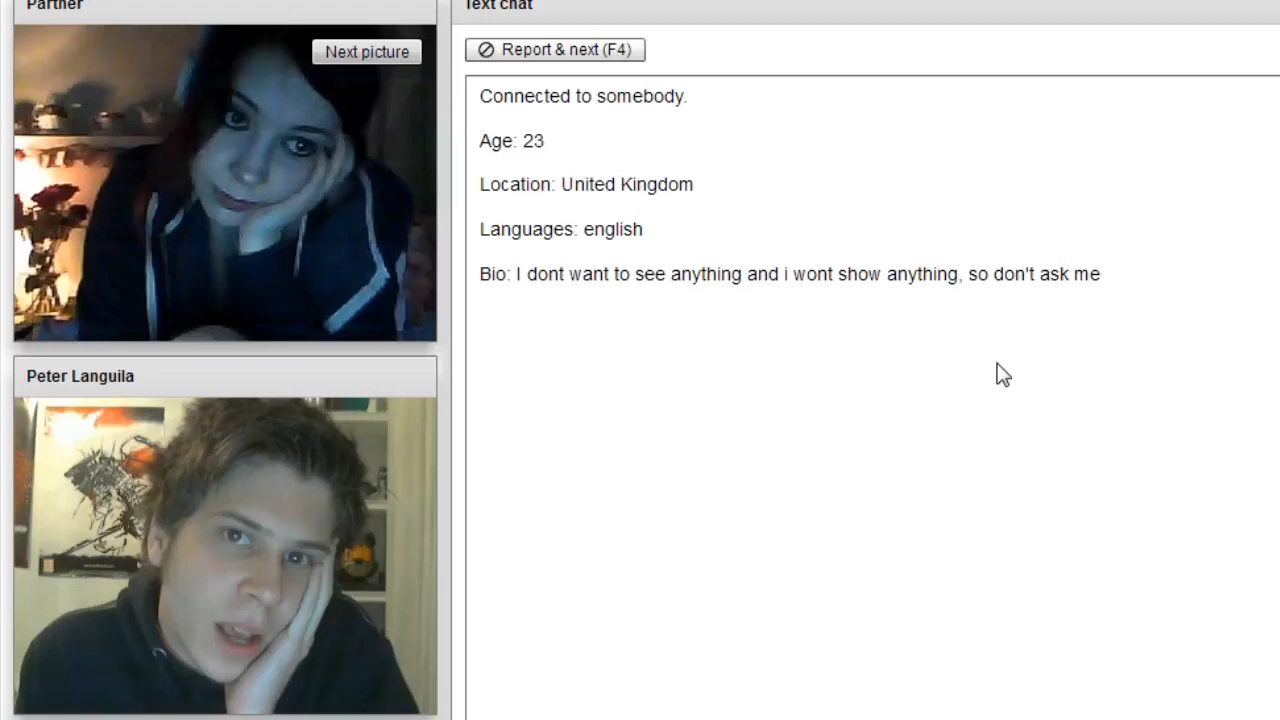 Partner
Text chat
Next picture
Report & next (F4)
Connected to somebody.
Age: 23
Location: United Kingdom
Languages: english
Bio: I dont want to see anything and i wont show anything, so don't ask me
Peter Languila